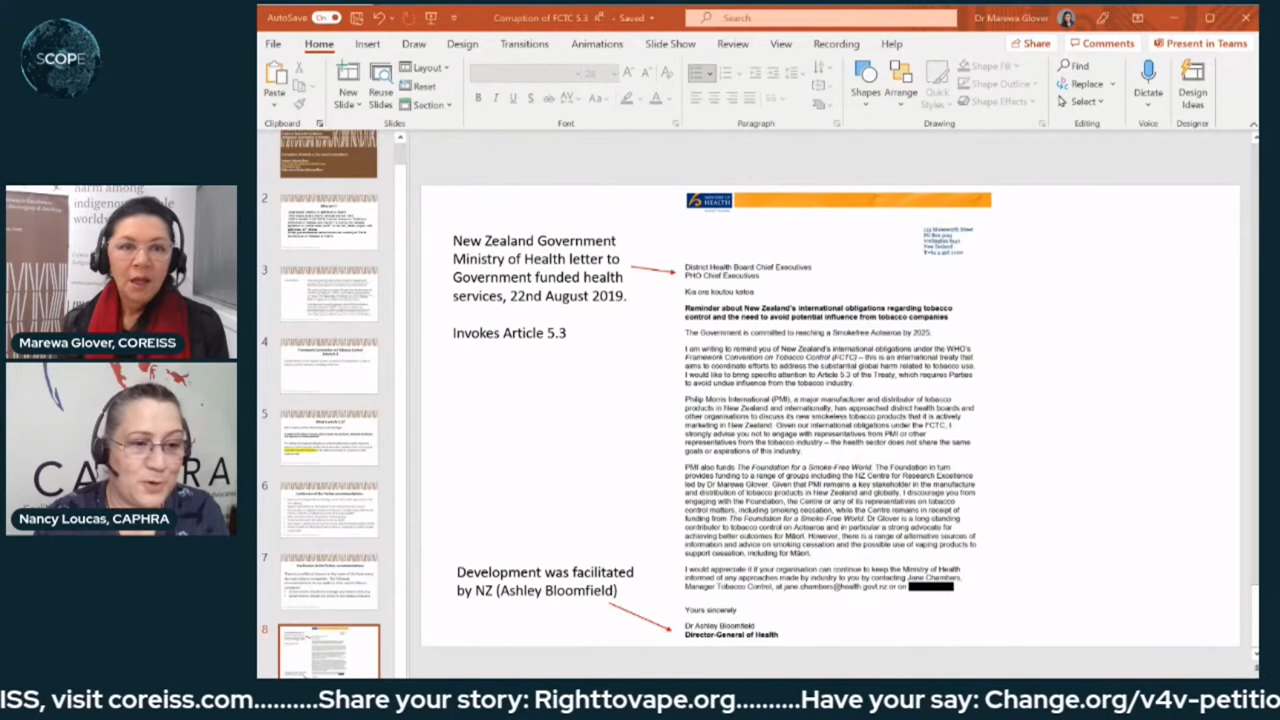 SCOPE
AutoSave
On
Corruption of FCTC 5.3
- Saved
Search
Dr Marewa Glover
File
Home
Insert
Draw
Design
Transitions
Animations
Slide Show
Review
View
Recording
Help
Share
Comments
Present in Teams
Paste
New
Slide
Reuse
Slides
Layout
Reset
Section
Shapes
Arrange
Quick
Styles
Shape Fill
Shape Outline
Shape Effects
Find
Replace
Select
Dictate
Design
Ideas
Clipboard
Slides
Font
Paragraph
Drawing
Editing
Voice
Designer
2
3
4
5
6
7
8
harm among
indigenous
Marewa Glover, COREISS
Nancy Loucas, CAPHRA
New Zealand Government
Ministry of Health letter to
Government funded health
services, 22nd August 2019.
Invokes Article 5.3
Development was facilitated
by NZ (Ashley Bloomfield)
MINISTRY OF
HEALTH
133 Molesworth Street
PO Box 5013
Wellington 6140
New Zealand
District Health Board Chief Executives
PHO Chief Executives
Kia ora koutou katoa
Reminder about New Zealand's international obligations regarding tobacco
control and the need to avoid potential influence from tobacco companies
The Government is committed to reaching a Smokefree Aotearoa by 2025.
I am writing to remind you of New Zealand's international obligations under the WHO's
Framework Convention on Tobacco Control (FCTC) – this is an international treaty that
aims to coordinate efforts to address the substantial global harm related to tobacco use.
I would like to bring specific attention to Article 5.3 of the Treaty, which requires Parties
to avoid undue influence from the tobacco industry.
Philip Morris International (PMI), a major manufacturer and distributor of tobacco
products in New Zealand and internationally, has approached district health boards and
other organisations to discuss its new smokeless tobacco products that it is actively
marketing in New Zealand. Given our international obligations under the FCTC, I
strongly advise you not to engage with representatives from PMI or other
representatives from the tobacco industry – the health sector does not share the same
goals or aspirations of this industry.
PMI also funds The Foundation for a Smoke-Free World. The Foundation in turn
provides funding to a range of groups including the NZ Centre for Research Excellence
led by Dr Marewa Glover. Given that PMI remains a key stakeholder in the manufacture
and distribution of tobacco products in New Zealand and globally, I discourage you from
engaging with the Foundation, the Centre or any of its representatives on tobacco
control matters, including smoking cessation, while the Centre remains in receipt of
funding from The Foundation for a Smoke-Free World. Dr Glover is a long-standing
contributor to tobacco control on Aotearoa and in particular a strong advocate for
achieving better outcomes for Māori. However, there is a range of alternative sources of
information and advice on smoking cessation and the possible use of vaping products to
support cessation, including for Māori.
I would appreciate it if your organisation can continue to keep the Ministry of Health
informed of any approaches made by industry to you by contacting Jane Chambers,
Manager Tobacco Control, at jane.chambers@health.govt.nz or on
Yours sincerely
Dr Ashley Bloomfield
Director-General of Health
ISS, visit coreiss.com..........Share your story: Righttovape.org..........Have your say: Change.org/v4v-petitio